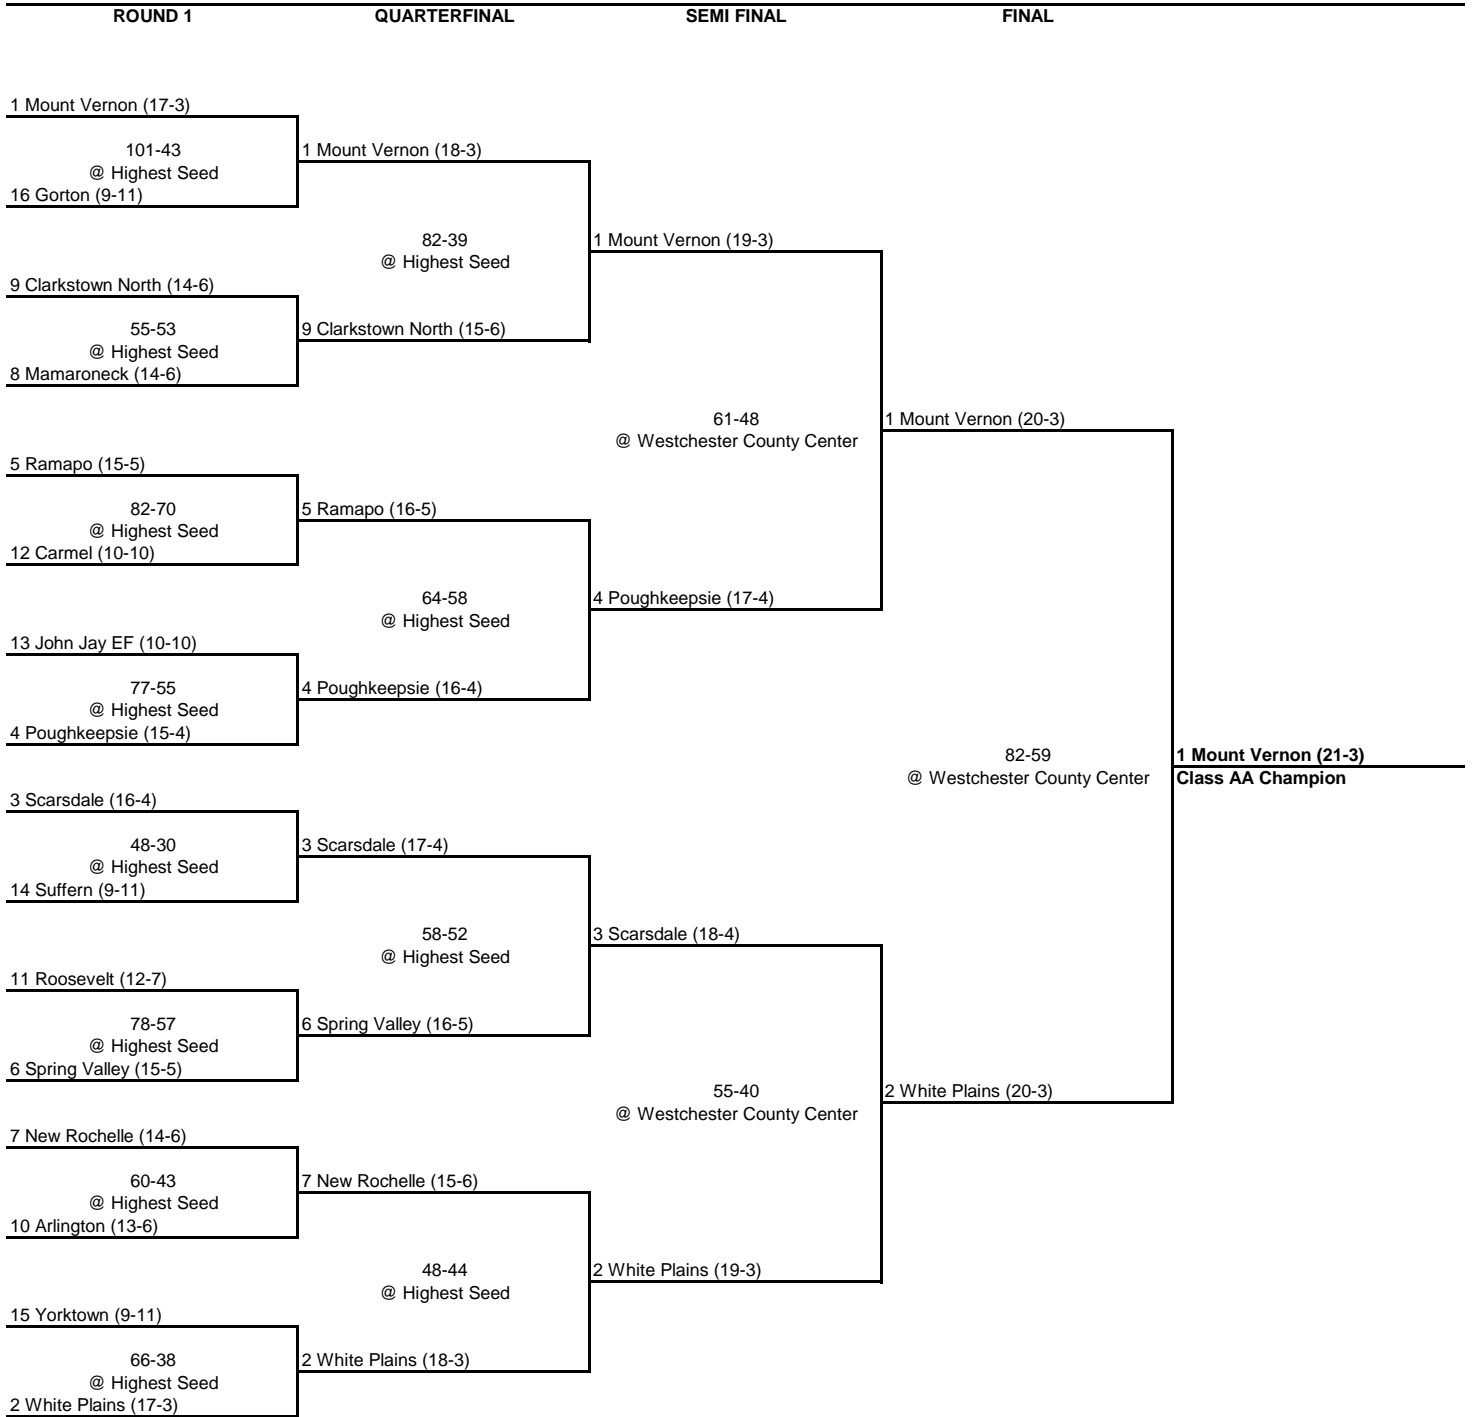 ROUND 1 QUARTERFINAL SEMI FINAL FINAL
1 Mount Vernon (17-3)
101-43
@ Highest Seed
16 Gorton (9-11)
1 Mount Vernon (18-3)
82-39
@ Highest Seed
1 Mount Vernon (19-3)
9 Clarkstown North (14-6)
55-53
@ Highest Seed
8 Mamaroneck (14-6)
9 Clarkstown North (15-6)
61-48
@ Westchester County Center
1 Mount Vernon (20-3)
5 Ramapo (15-5)
82-70
@ Highest Seed
12 Carmel (10-10)
5 Ramapo (16-5)
64-58
@ Highest Seed
4 Poughkeepsie (17-4)
13 John Jay EF (10-10)
77-55
@ Highest Seed
4 Poughkeepsie (15-4)
4 Poughkeepsie (16-4)
82-59
@ Westchester County Center
1 Mount Vernon (21-3)
Class AA Champion
3 Scarsdale (16-4)
48-30
@ Highest Seed
14 Suffern (9-11)
3 Scarsdale (17-4)
58-52
@ Highest Seed
3 Scarsdale (18-4)
11 Roosevelt (12-7)
78-57
@ Highest Seed
6 Spring Valley (15-5)
6 Spring Valley (16-5)
55-40
@ Westchester County Center
2 White Plains (20-3)
7 New Rochelle (14-6)
60-43
@ Highest Seed
10 Arlington (13-6)
7 New Rochelle (15-6)
48-44
@ Highest Seed
2 White Plains (19-3)
15 Yorktown (9-11)
66-38
@ Highest Seed
2 White Plains (17-3)
2 White Plains (18-3)